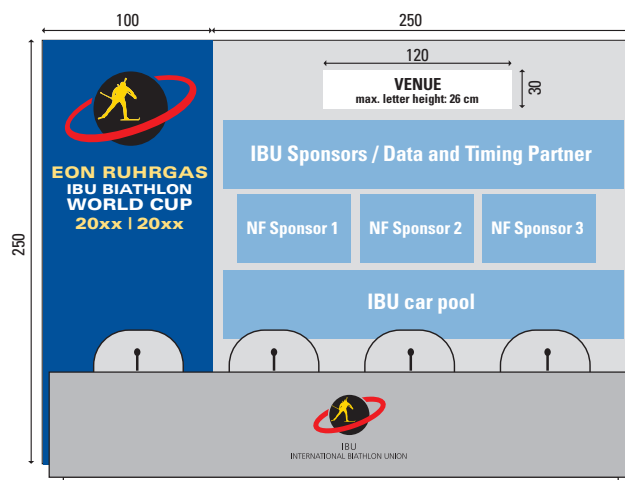 100
250
120
VENUE
max. letter height: 26 cm
30
EON RUHRGAS
IBU BIATHLON
WORLD CUP
20xx | 20xx
IBU Sponsors / Data and Timing Partner
NF Sponsor 1
NF Sponsor 2
NF Sponsor 3
250
IBU car pool
IBU
INTERNATIONAL BIATHLON UNION